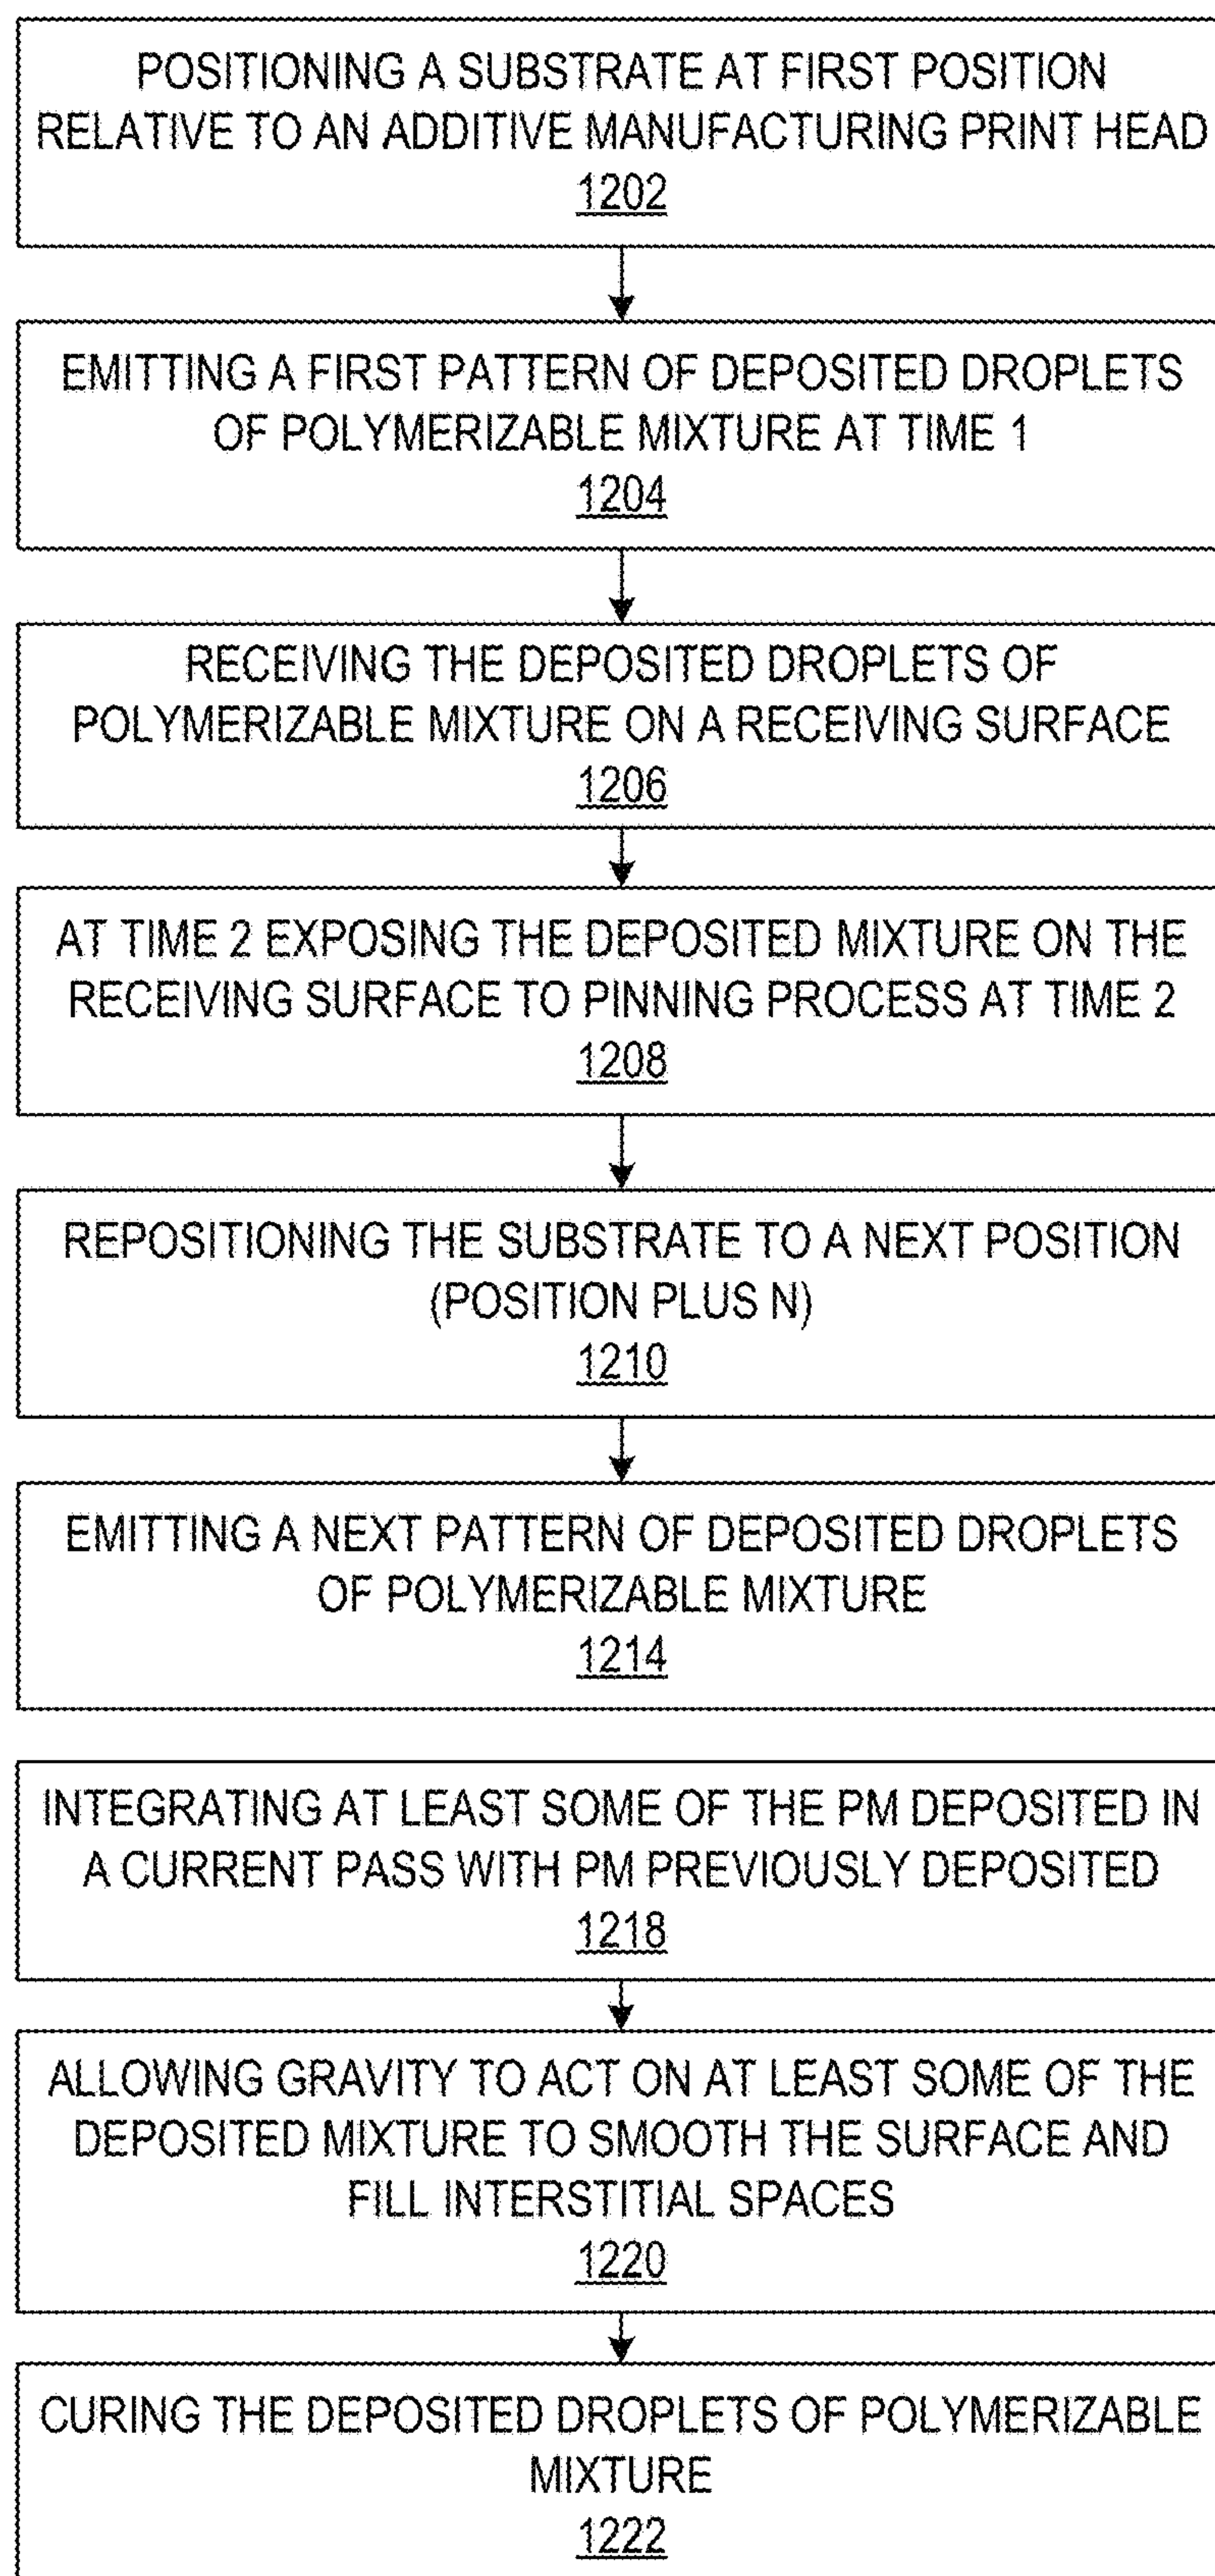 POSITIONING A SUBSTRATE AT FIRST POSITION
RELATIVE TO AN ADDITIVE MANUFACTURING PRINT HEAD
1202
EMITTING A FIRST PATTERN OF DEPOSITED DROPLETS
OF POLYMERIZABLE MIXTURE AT TIME 1
1204
RECEIVING THE DEPOSITED DROPLETS OF
POLYMERIZABLE MIXTURE ON A RECEIVING SURFACE
1206
AT TIME 2 EXPOSING THE DEPOSITED MIXTURE ON THE
RECEIVING SURFACE TO PINNING PROCESS AT TIME 2
1208
REPOSITIONING THE SUBSTRATE TO A NEXT POSITION
(POSITION PLUS N)
1210
EMITTING A NEXT PATTERN OF DEPOSITED DROPLETS
OF POLYMERIZABLE MIXTURE
1214
INTEGRATING AT LEAST SOME OF THE PM DEPOSITED IN
A CURRENT PASS WITH PM PREVIOUSLY DEPOSITED
1218
ALLOWING GRAVITY TO ACT ON AT LEAST SOME OF THE
DEPOSITED MIXTURE TO SMOOTH THE SURFACE AND
FILL INTERSTITIAL SPACES
1220
CURING THE DEPOSITED DROPLETS OF POLYMERIZABLE
MIXTURE
1222